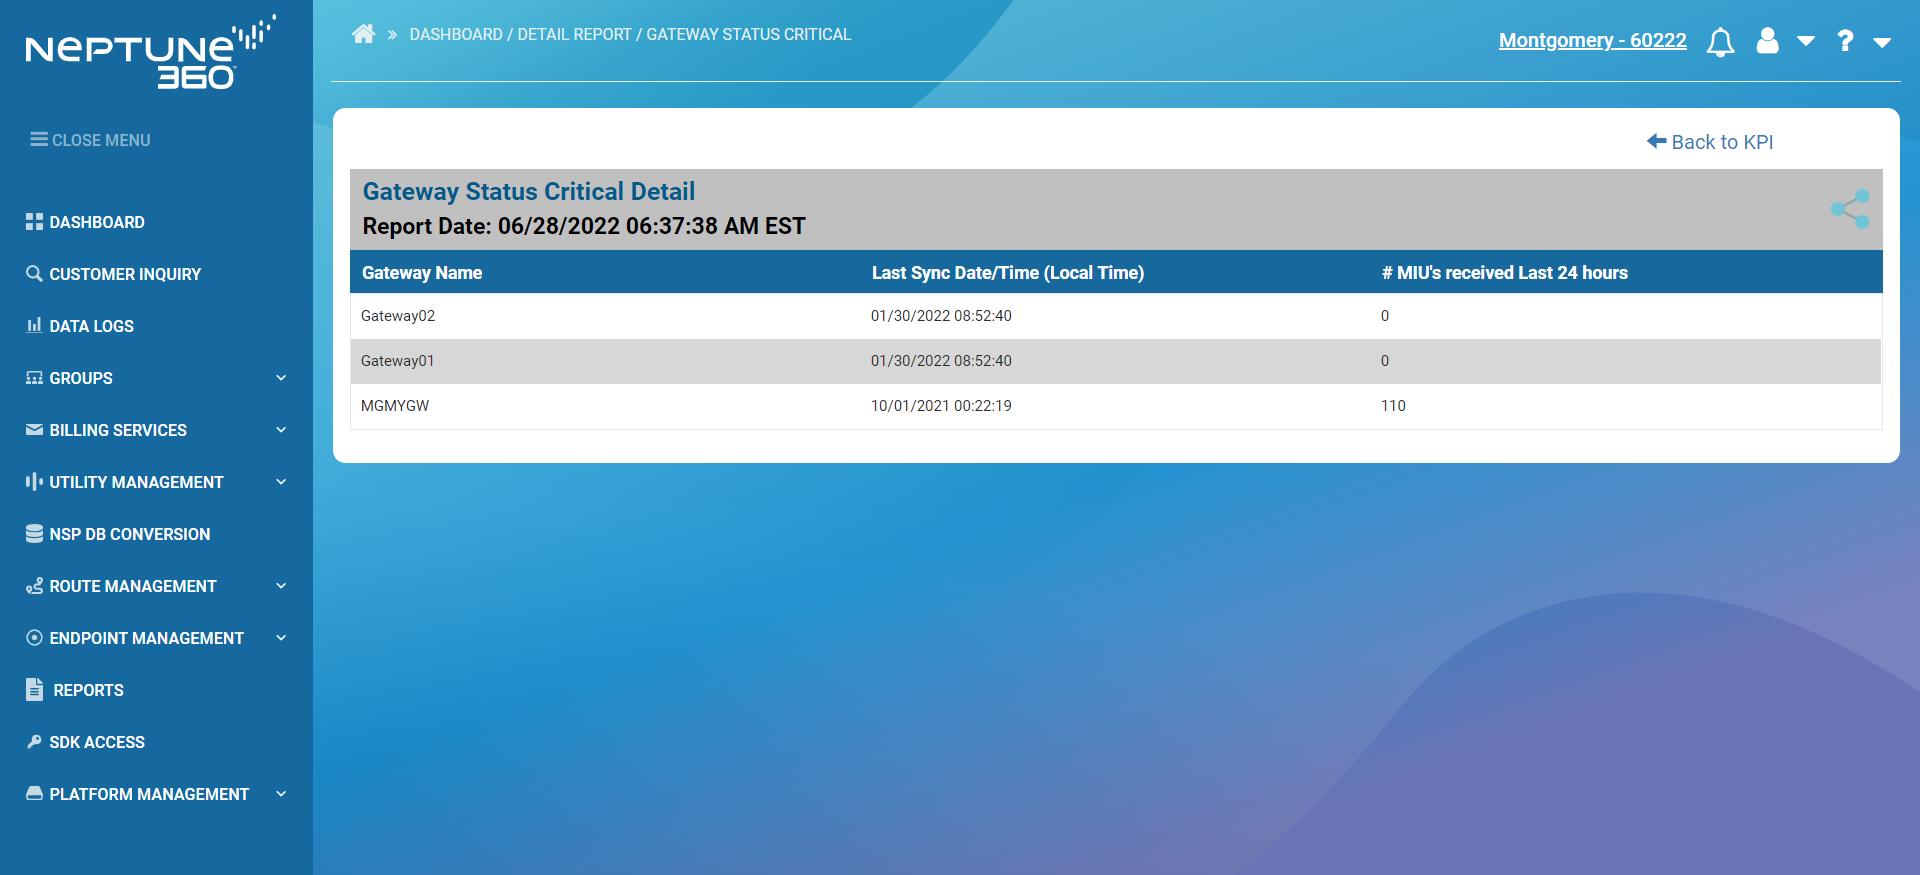 NEPTUNE
360
DASHBOARD / DETAIL REPORT / GATEWAY STATUS CRITICAL
Montgomery - 60222
?
CLOSE MENU
DASHBOARD
CUSTOMER INQUIRY
DATA LOGS
GROUPS
BILLING SERVICES
UTILITY MANAGEMENT
NSP DB CONVERSION
ROUTE MANAGEMENT
ENDPOINT MANAGEMENT
REPORTS
SDK ACCESS
PLATFORM MANAGEMENT
Back to KPI
Gateway Status Critical Detail
Report Date: 06/28/2022 06:37:38 AM EST
Gateway Name Last Sync Date/Time (Local Time) # MIU's received Last 24 hours
Gateway02 01/30/2022 08:52:40 0
Gateway01 01/30/2022 08:52:40 0
MGMYGW 10/01/2021 00:22:19 110